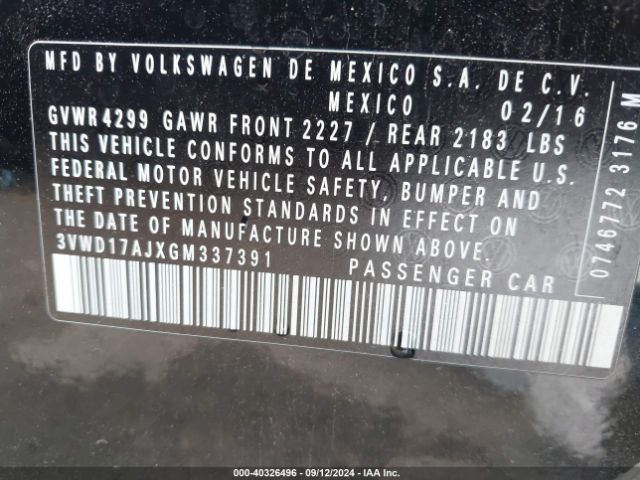 MFD BY VOLKSWAGEN DE MEXICO S.A. DE C.V.
MEXICO 02/16
GVWR 4299 GAWR FRONT 2227 / REAR 2183 LBS
THIS VEHICLE CONFORMS TO ALL APPLICABLE U.S.
FEDERAL MOTOR VEHICLE SAFETY, BUMPER AND
THEFT PREVENTION STANDARDS IN EFFECT ON
THE DATE OF MANUFACTURE SHOWN ABOVE.
3VWD17AJXGM337391 PASSENGER CAR
0746772 3176 M
000-40326496 - 09/12/2024 - IAA Inc.